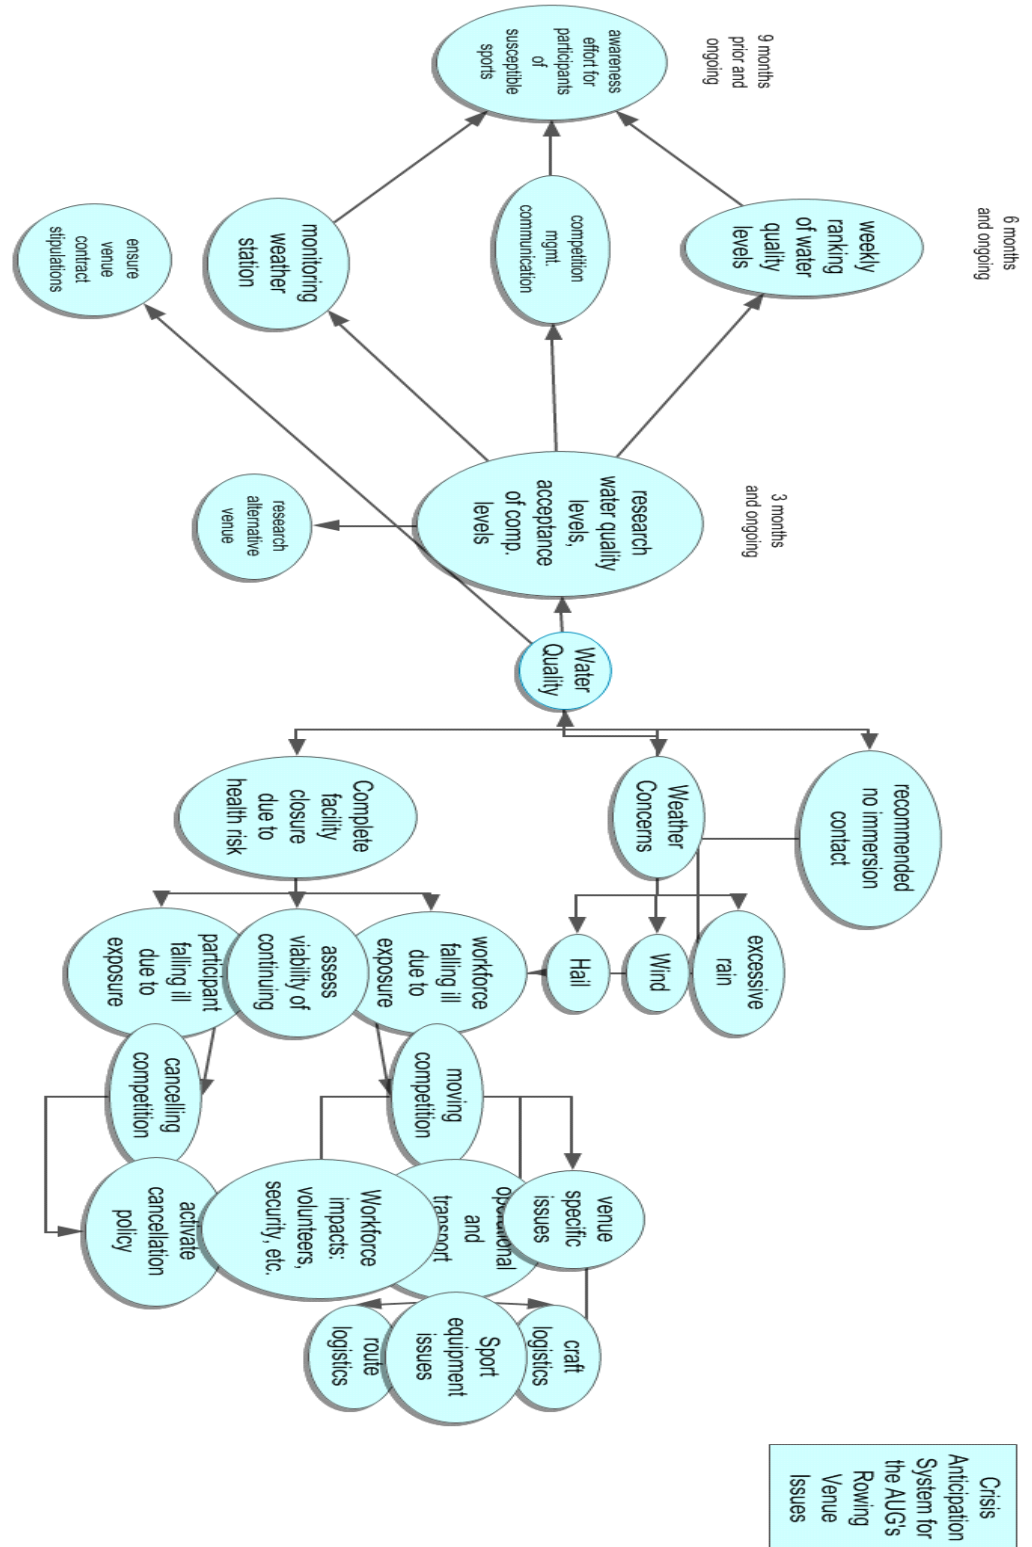 9 months
prior and
ongoing
awareness
effort for
participants
of
susceptible
sports
6 months
and ongoing
weekly
ranking
of water
quality
levels
competition
mgmt.
communication
monitoring
weather
station
ensure
venue
contract
stipulations
3 months
and ongoing
research
water quality
levels,
acceptance
of comp.
levels
research
alternative
venue
Water
Quality
recommended
no immersion
contact
Weather
Concerns
Complete
facility
closure
due to
health risk
excessive
rain
Wind
Hail
workforce
falling ill
due to
exposure
assess
viability of
continuing
participant
falling ill
due to
exposure
moving
competition
cancelling
competition
venue
specific
issues
operational
and
transport
Workforce
impacts:
volunteers,
security, etc.
activate
cancellation
policy
craft
logistics
Sport
equipment
issues
route
logistics
Crisis
Anticipation
System for
the AUG's
Rowing
Venue
Issues